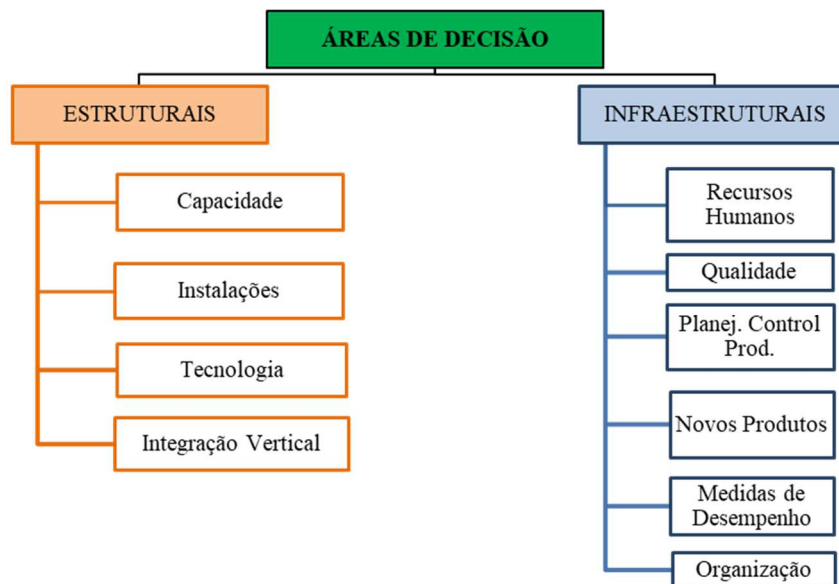 ÁREAS DE DECISÃO
ESTRUTURAIS
Capacidade
Instalações
Tecnologia
Integração Vertical
INFRAESTRUTURAIS
Recursos
Humanos
Qualidade
Planej. Control
Prod.
Novos Produtos
Medidas de
Desempenho
Organização